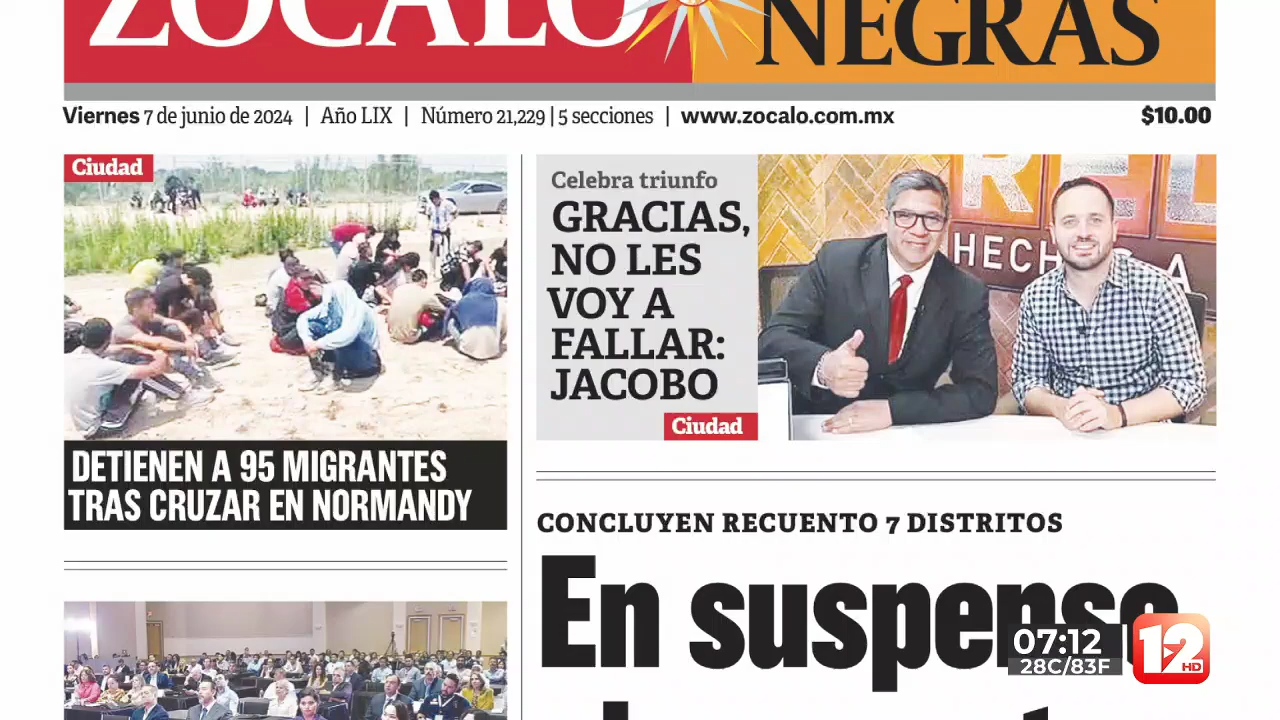 ZÓCALO
NEGRAS
Viernes 7 de junio de 2024 | Año LIX | Número 21,229 | 5 secciones | www.zocalo.com.mx
$10.00
Ciudad
DETIENEN A 95 MIGRANTES
TRAS CRUZAR EN NORMANDY
Celebra triunfo
GRACIAS,
NO LES
VOY A
FALLAR:
JACOBO
Ciudad
HECH
CONCLUYEN RECUENTO 7 DISTRITOS
En suspenso
07:12
28C/83F
12
HD